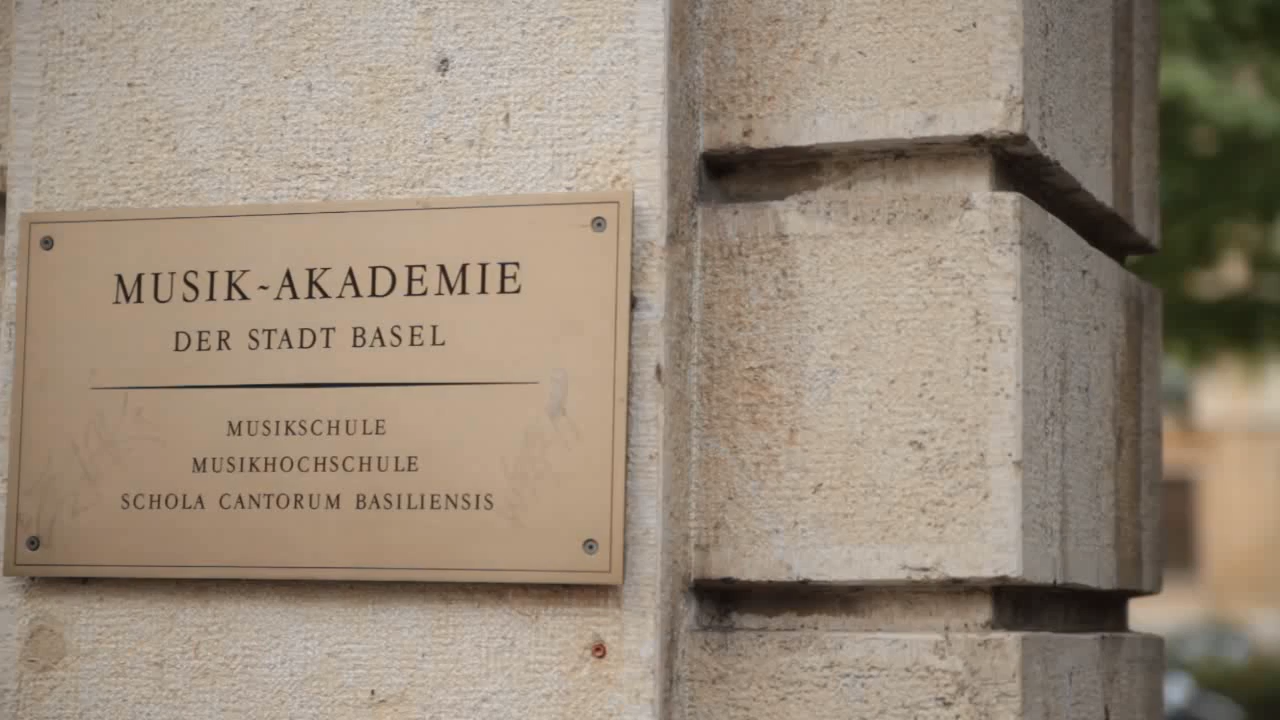 MUSIK~AKADEMIE
DER STADT BASEL
MUSIKSCHULE
MUSIKHOCHSCHULE
SCHOLA CANTORUM BASILIENSIS